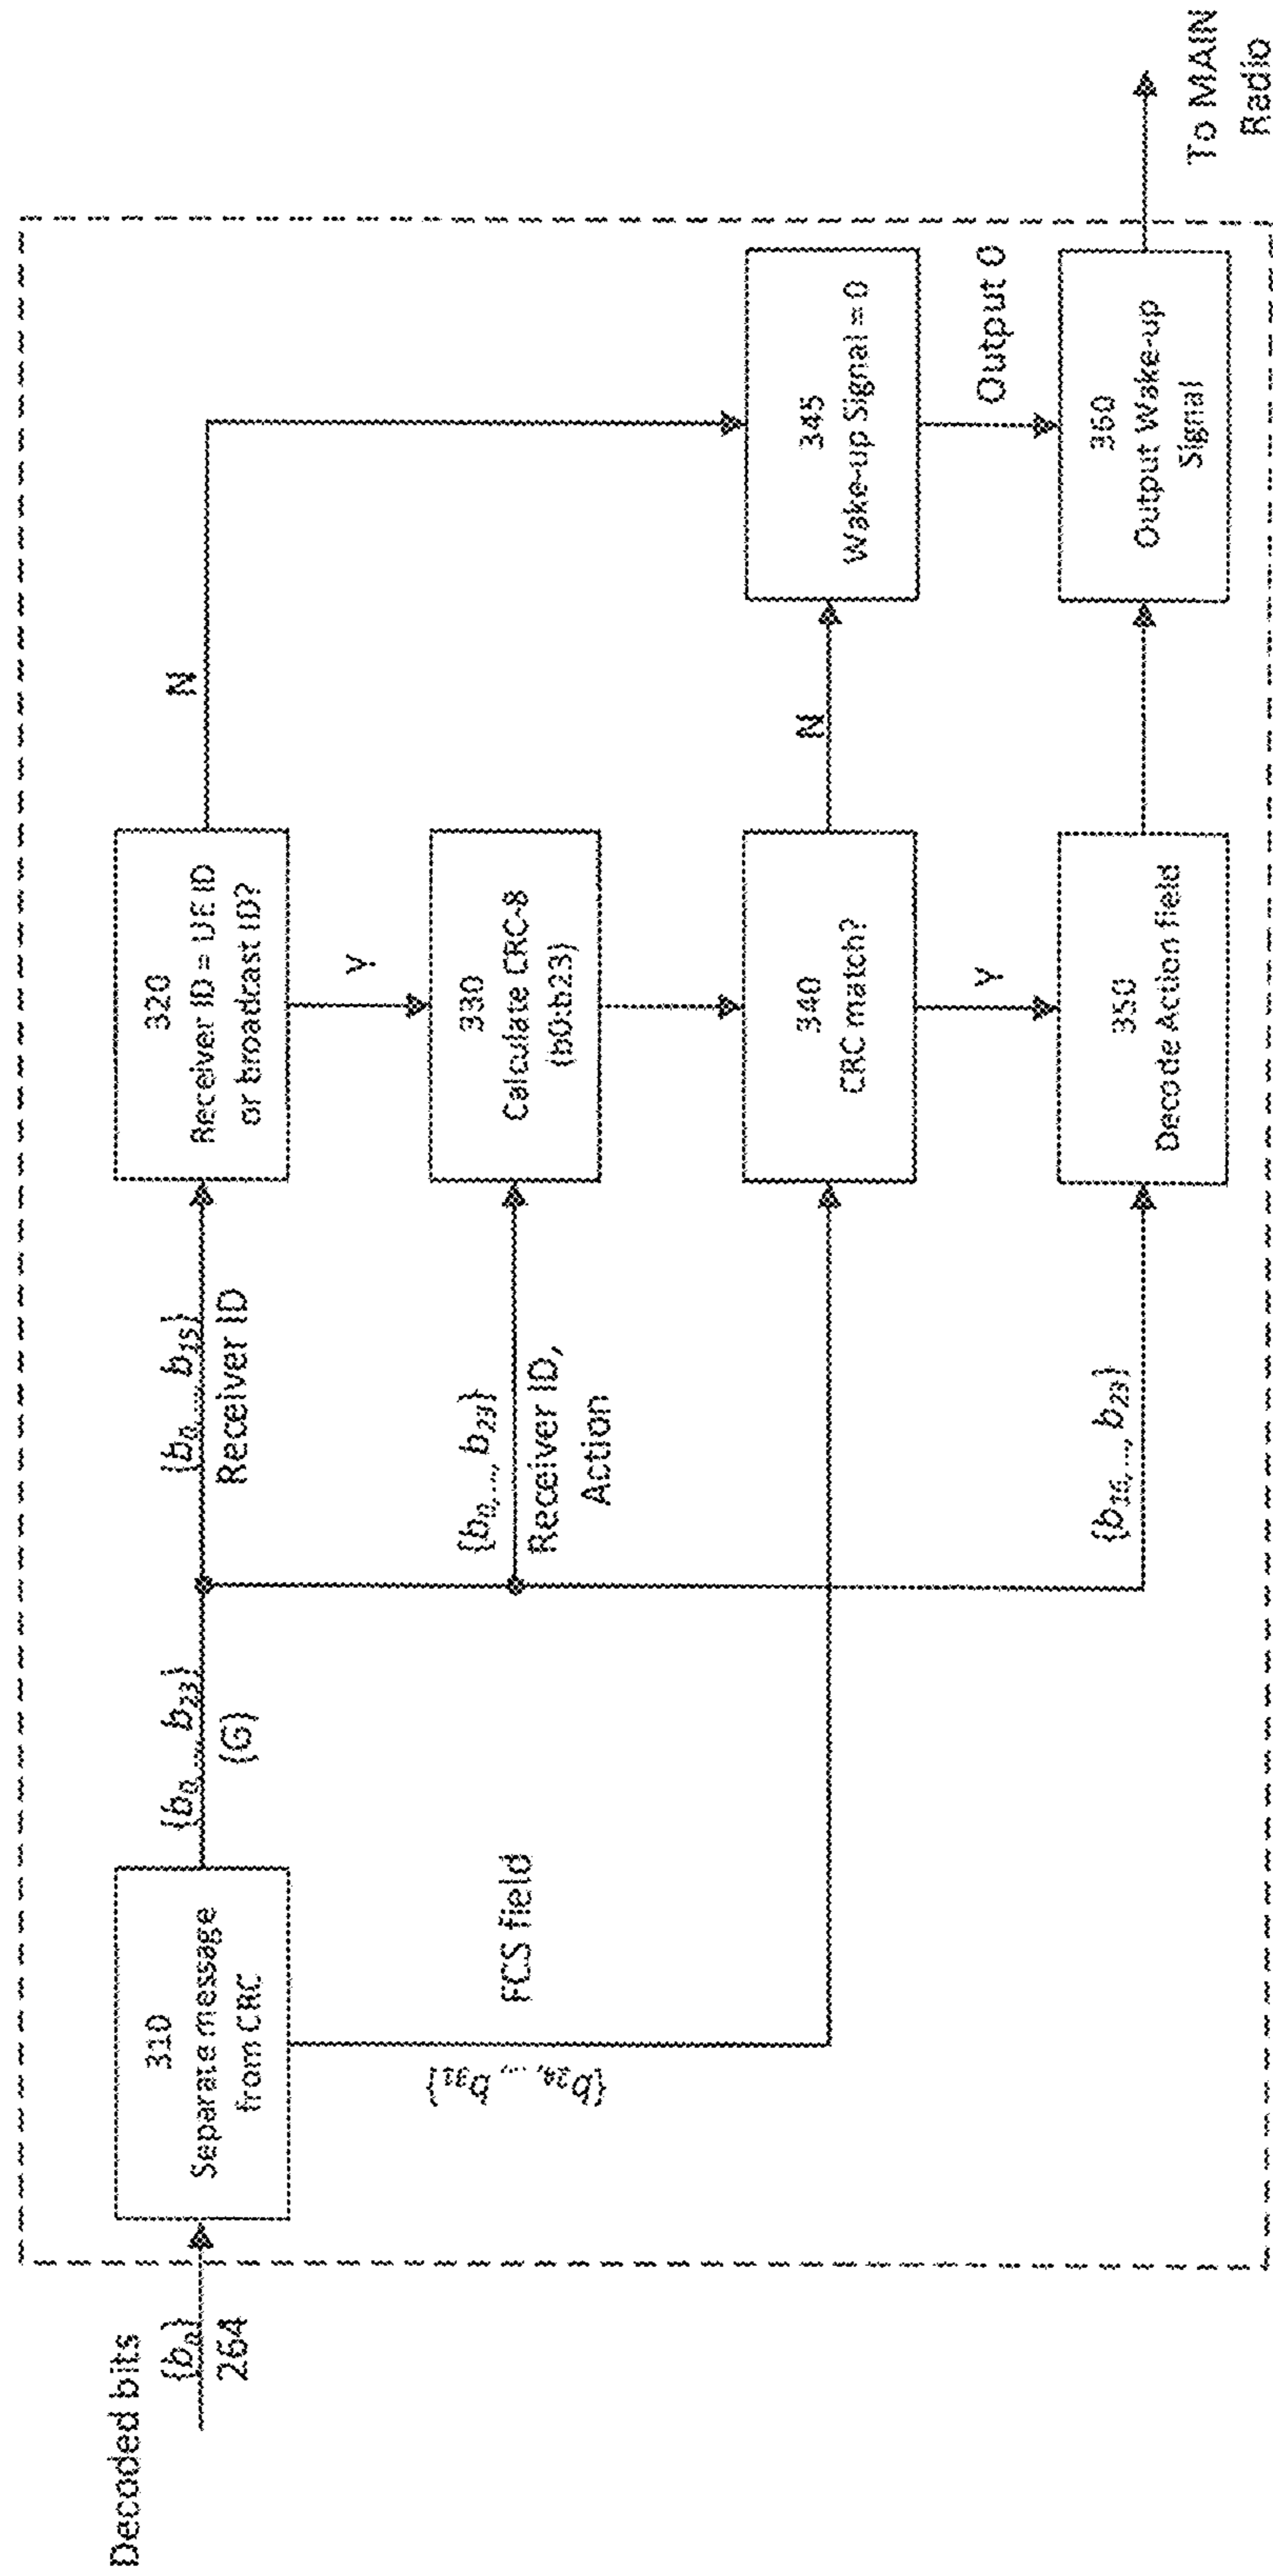 Decoded bits
{bₙ}
264
310
Separate message
from CRC
{b₀,..., b₂₃}
(G)
{b₂₄,..., b₃₁}
FCS field
{b₀,..., b₁₅}
Receiver ID
{b₀,..., b₂₃}
Receiver ID,
Action
{b₁₆,..., b₂₃}
320
Receiver ID = UE ID
or broadcast ID?
N
Y
330
Calculate CRC-8
(b0:b23)
340
CRC match?
N
Y
350
Decode Action field
345
Wake-up Signal = 0
Output 0
360
Output Wake-up
Signal
To MAIN
Radio